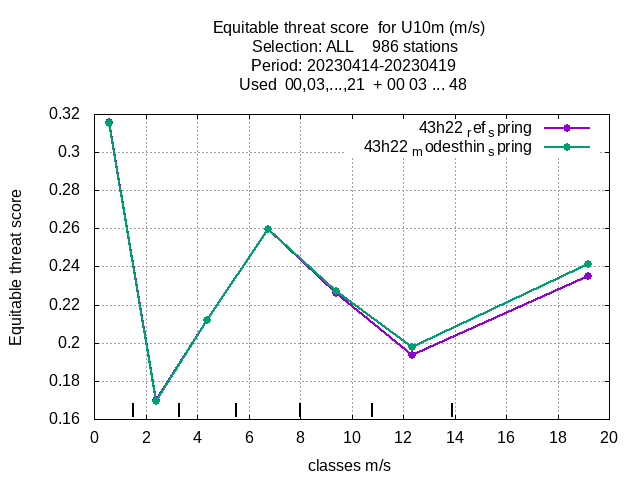 Equitable threat score  for U10m (m/s)
Selection: ALL    986 stations
Period: 20230414-20230419
Used  00,03,...,21  + 00 03 ... 48
43h22 ref spring
43h22 modesthin spring
Equitable threat score
0.32
0.3
0.28
0.26
0.24
0.22
0.2
0.18
0.16
0 2 4 6 8 10 12 14 16 18 20
classes m/s